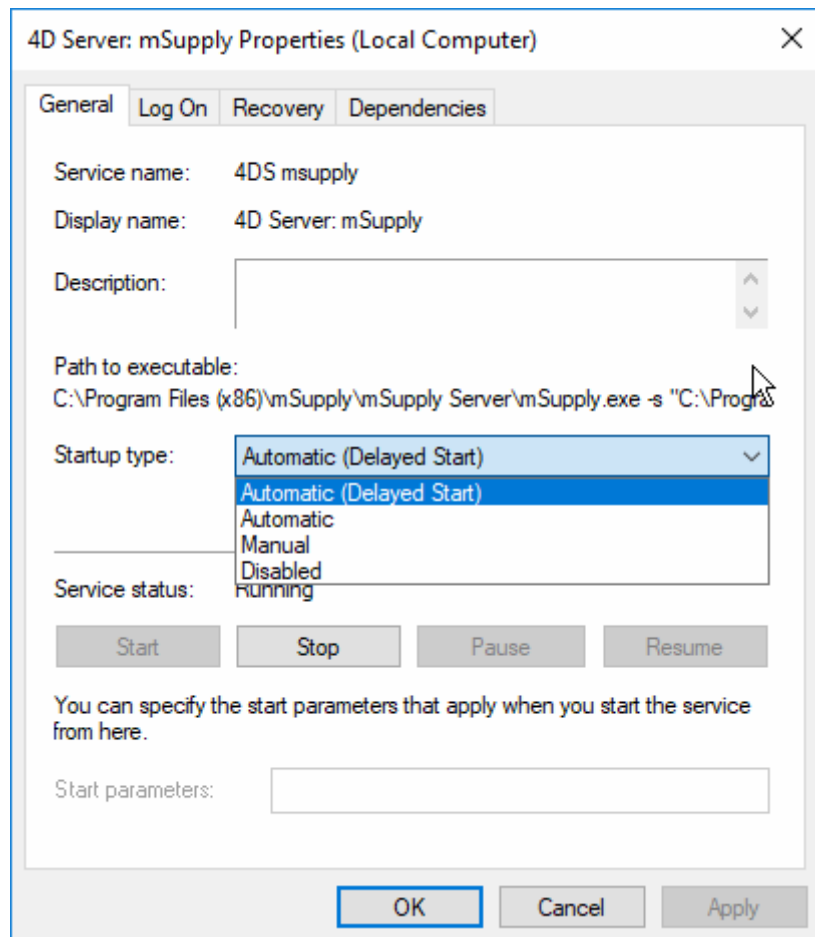 4D Server: mSupply Properties (Local Computer)
General Log On Recovery Dependencies
Service name: 4DS msupply
Display name: 4D Server: mSupply
Description:
Path to executable:
C:\Program Files (x86)\mSupply\mSupply Server\mSupply.exe -s "C:\Progra
Startup type: Automatic (Delayed Start)
Automatic (Delayed Start)
Automatic
Manual
Disabled
Service status: Running
Start Stop Pause Resume
You can specify the start parameters that apply when you start the service
from here.
Start parameters:
OK Cancel Apply